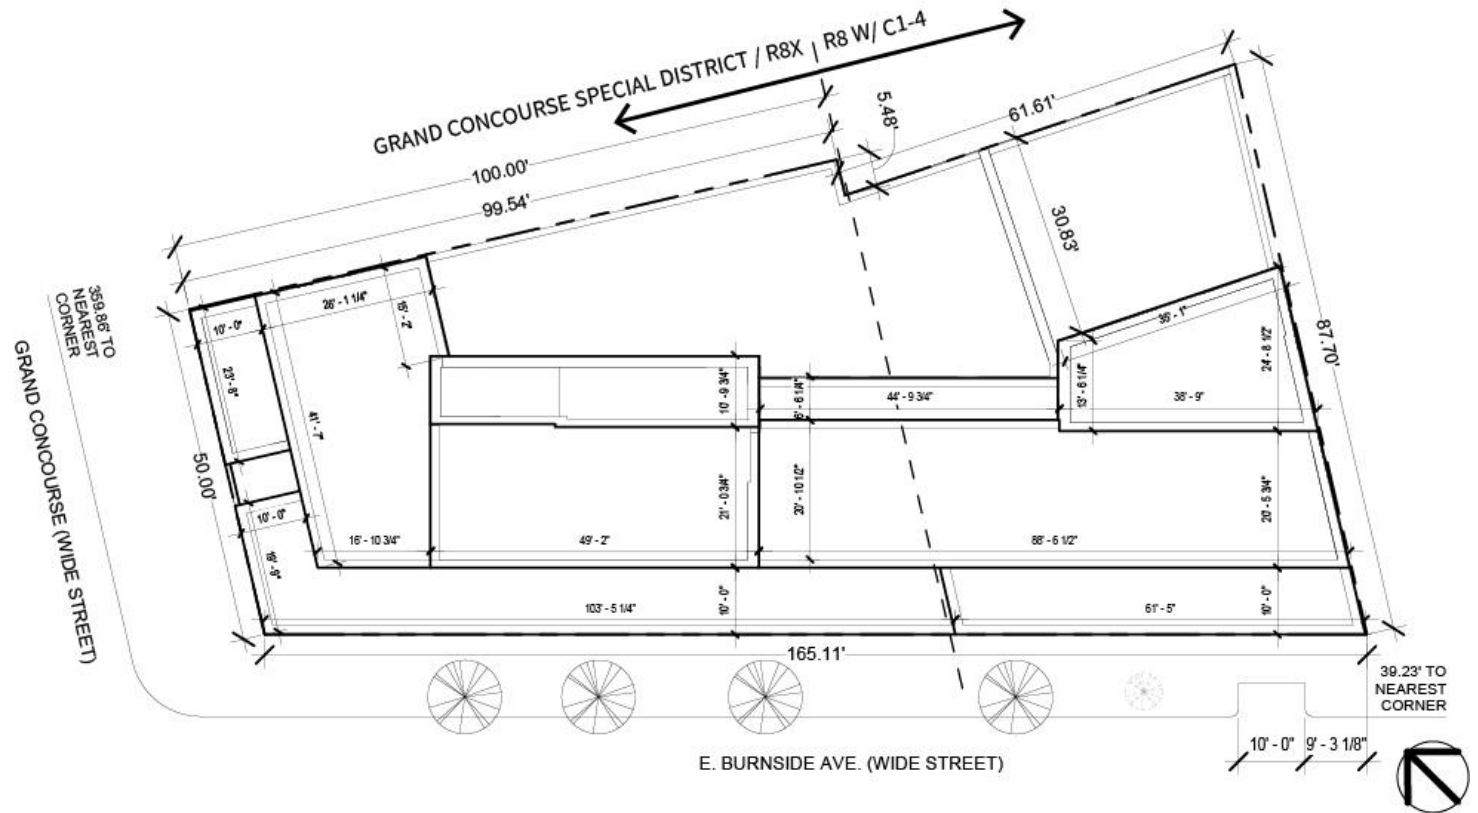 GRAND CONCOURSE SPECIAL DISTRICT / R8X
R8 W/ C1-4
100.00'
99.54'
5.48'
61.61'
359.86' TO
NEAREST
CORNER
GRAND CONCOURSE (WIDE STREET)
10' - 0"
26' - 1 1/4"
15' - 2"
23' - 8"
41' - 7"
50.00'
10' - 0"
30.83'
35' - 1"
24' - 8 1/2"
87.70'
10' - 9 3/4"
6' - 6 1/4"
44' - 9 3/4"
13' - 6 1/4"
38' - 9"
21' - 0 3/4"
20' - 10 1/2"
20' - 5 3/4"
16' - 10 3/4"
49' - 2"
88' - 6 1/2"
103' - 5 1/4"
10' - 0"
61' - 5"
10' - 0"
165.11'
39.23' TO
NEAREST
CORNER
10' - 0"
9' - 3 1/8"
E. BURNSIDE AVE. (WIDE STREET)